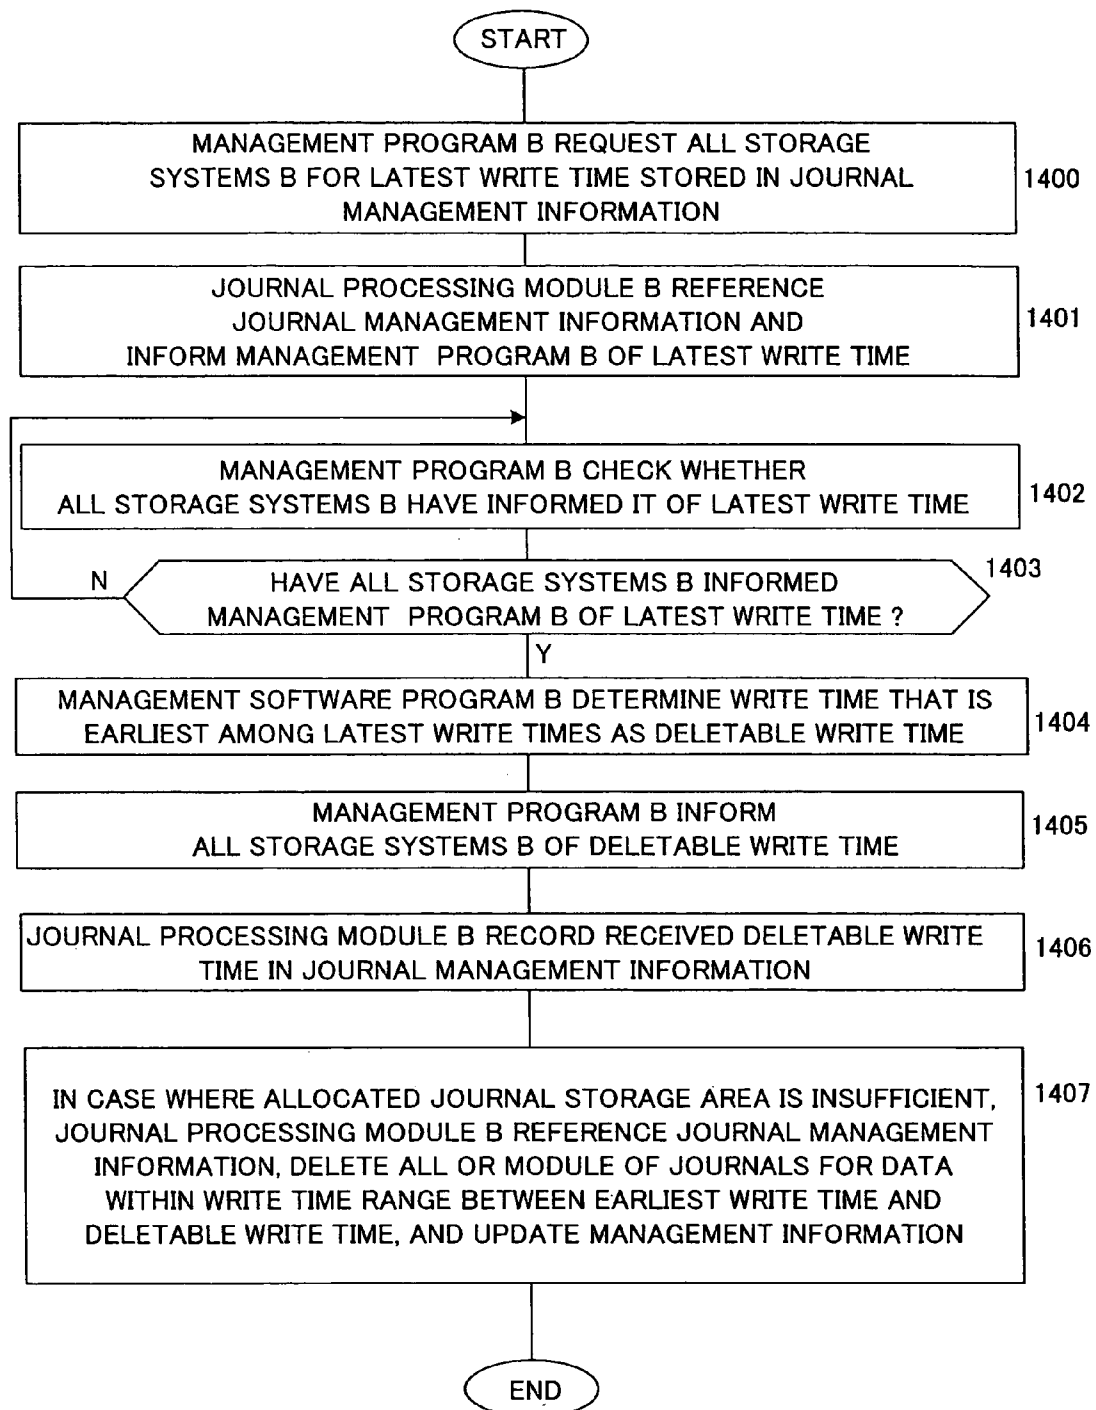 START
MANAGEMENT PROGRAM B REQUEST ALL STORAGE
SYSTEMS B FOR LATEST WRITE TIME STORED IN JOURNAL
MANAGEMENT INFORMATION
1400
JOURNAL PROCESSING MODULE B REFERENCE
JOURNAL MANAGEMENT INFORMATION AND
INFORM MANAGEMENT PROGRAM B OF LATEST WRITE TIME
1401
MANAGEMENT PROGRAM B CHECK WHETHER
ALL STORAGE SYSTEMS B HAVE INFORMED IT OF LATEST WRITE TIME
1402
N
HAVE ALL STORAGE SYSTEMS B INFORMED
MANAGEMENT PROGRAM B OF LATEST WRITE TIME ?
1403
Y
MANAGEMENT SOFTWARE PROGRAM B DETERMINE WRITE TIME THAT IS
EARLIEST AMONG LATEST WRITE TIMES AS DELETABLE WRITE TIME
1404
MANAGEMENT PROGRAM B INFORM
ALL STORAGE SYSTEMS B OF DELETABLE WRITE TIME
1405
JOURNAL PROCESSING MODULE B RECORD RECEIVED DELETABLE WRITE
TIME IN JOURNAL MANAGEMENT INFORMATION
1406
IN CASE WHERE ALLOCATED JOURNAL STORAGE AREA IS INSUFFICIENT,
JOURNAL PROCESSING MODULE B REFERENCE JOURNAL MANAGEMENT
INFORMATION, DELETE ALL OR MODULE OF JOURNALS FOR DATA
WITHIN WRITE TIME RANGE BETWEEN EARLIEST WRITE TIME AND
DELETABLE WRITE TIME, AND UPDATE MANAGEMENT INFORMATION
1407
END